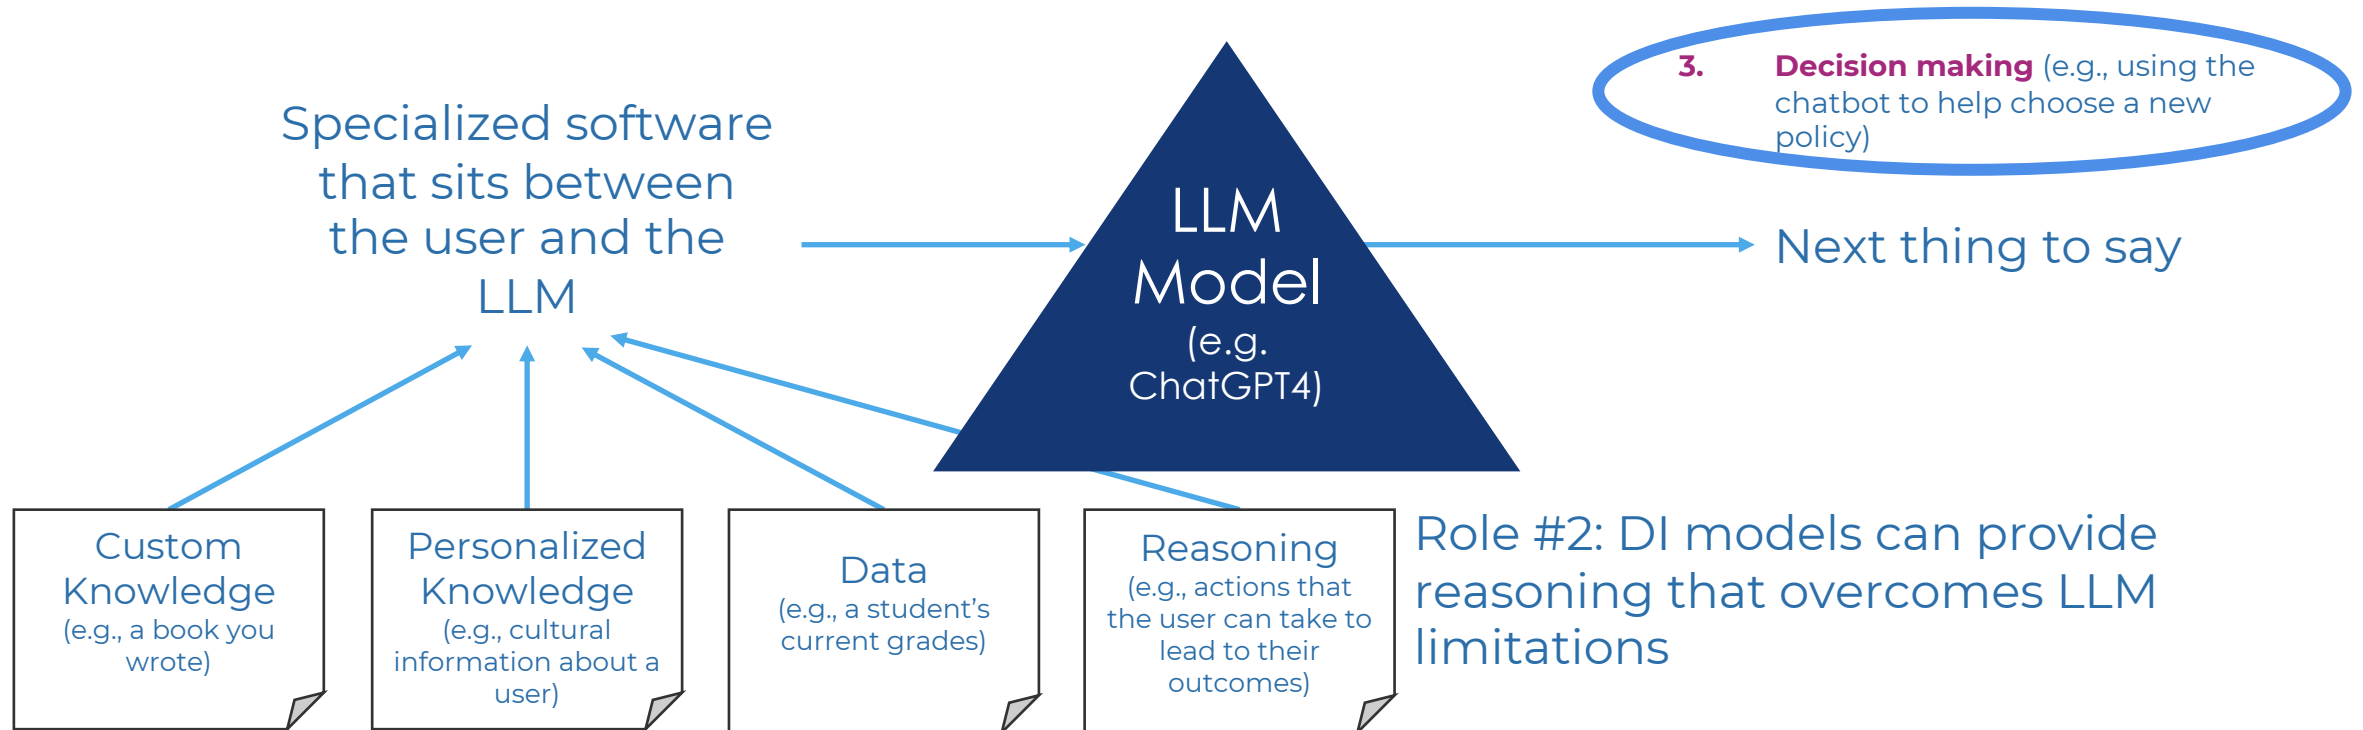 3. Decision making (e.g., using the
chatbot to help choose a new
policy)
Specialized software
that sits between
the user and the
LLM
LLM
Model
(e.g.
ChatGPT4)
Next thing to say
Custom
Knowledge
(e.g., a book you
wrote)
Personalized
Knowledge
(e.g., cultural
information about a
user)
Data
(e.g., a student’s
current grades)
Reasoning
(e.g., actions that
the user can take to
lead to their
outcomes)
Role #2: DI models can provide
reasoning that overcomes LLM
limitations